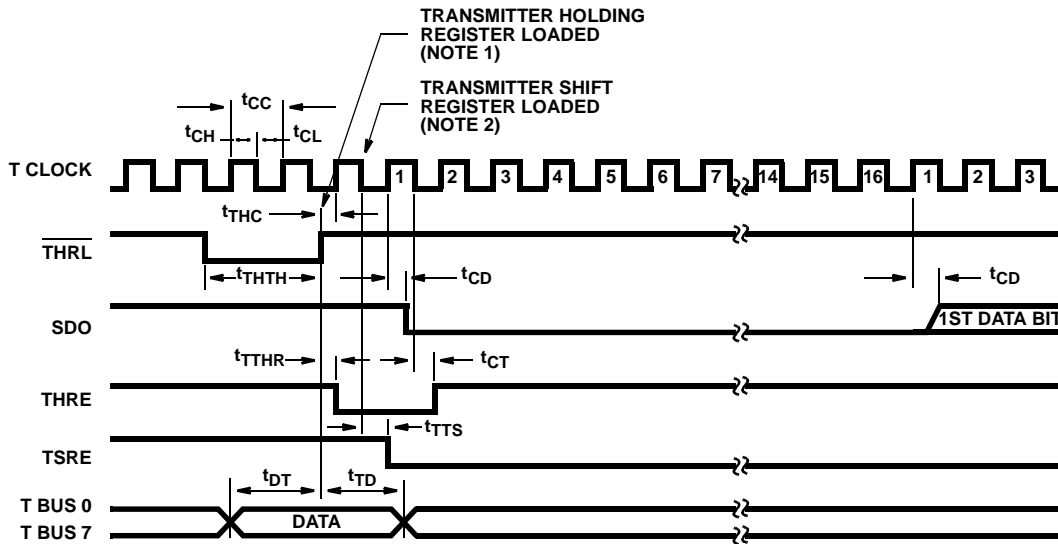 TRANSMITTER HOLDING
REGISTER LOADED
(NOTE 1)
TRANSMITTER SHIFT
REGISTER LOADED
(NOTE 2)
tCC
tCH tCL
T CLOCK 1 2 3 4 5 6 7 14 15 16 1 2 3
tTHC
THRL
tTHTH tCD tCD
SDO 1ST DATA BIT
tTTHR tCT
THRE
tTTS
TSRE
tDT tTD
T BUS 0
DATA
T BUS 7